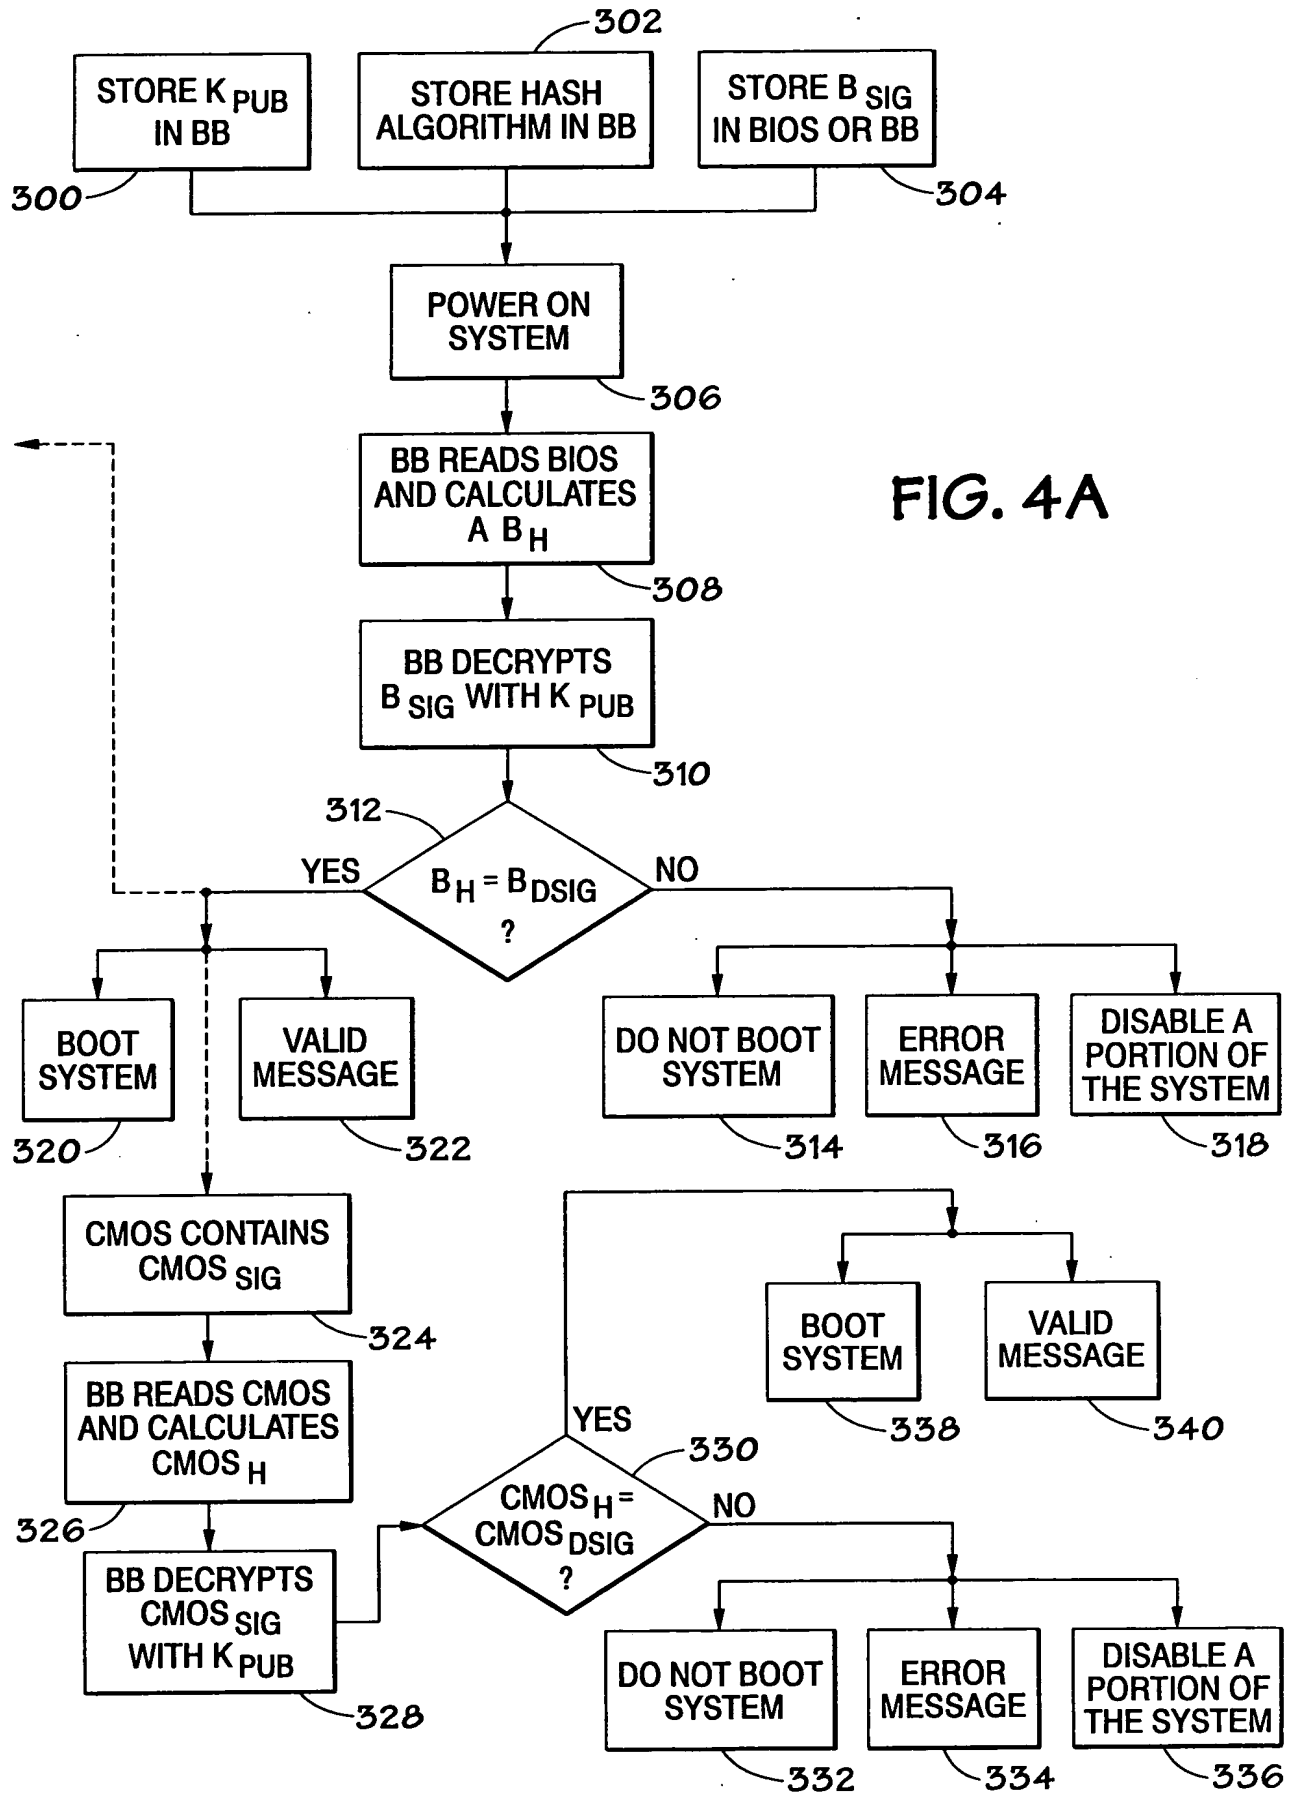 302
STORE K PUB
IN BB
STORE HASH
ALGORITHM IN BB
STORE B SIG
IN BIOS OR BB
300
304
POWER ON
SYSTEM
306
BB READS BIOS
AND CALCULATES
A B H
308
FIG. 4A
BB DECRYPTS
B SIG WITH K PUB
310
312
YES
NO
B H = B DSIG
?
BOOT
SYSTEM
VALID
MESSAGE
DO NOT BOOT
SYSTEM
ERROR
MESSAGE
DISABLE A
PORTION OF
THE SYSTEM
320
322
314
316
318
CMOS CONTAINS
CMOS SIG
324
BOOT
SYSTEM
VALID
MESSAGE
338
340
BB READS CMOS
AND CALCULATES
CMOS H
326
YES
330
CMOS H =
CMOS DSIG
?
NO
BB DECRYPTS
CMOS SIG
WITH K PUB
328
DO NOT BOOT
SYSTEM
ERROR
MESSAGE
DISABLE A
PORTION OF
THE SYSTEM
332
334
336